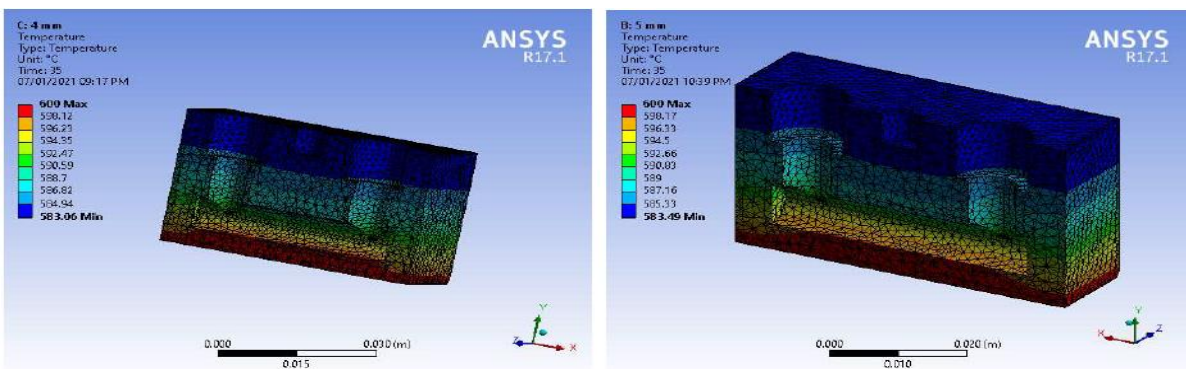 C: 4 mm
Temperature
Type: Temperature
Unit: °C
Time: 35
07/01/2021 09:17 PM
600 Max
598.12
596.23
594.35
592.47
590.59
588.7
586.82
584.94
583.06 Min
ANSYS
R17.1
0.000
0.030 (m)
0.015
Y
Z
X
B: 5 mm
Temperature
Type: Temperature
Unit: °C
Time: 35
07/01/2021 10:39 PM
600 Max
598.17
596.33
594.5
592.66
590.83
589
587.16
585.33
583.49 Min
ANSYS
R17.1
0.000
0.020 (m)
0.010
Y
X
Z